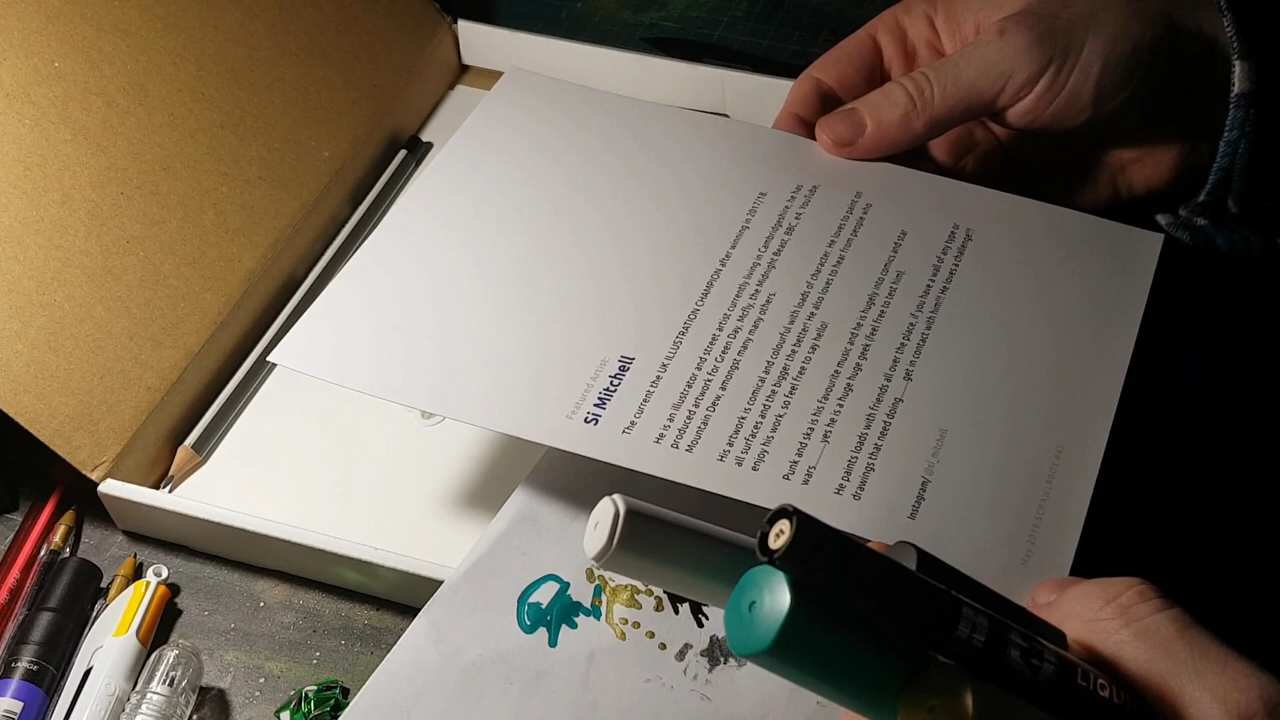 Featured Artist:
Si Mitchell
The current the UK ILLUSTRATION CHAMPION after winning in 2017/18.
He is an illustrator and street artist currently living in Cambridgeshire, he has
produced artwork for Green Day, Mcfly, the Midnight Beast, BBC, e4, YouTube,
Mountain Dew, amongst many many others.
His artwork is comical and colourful with loads of character. He loves to paint on
all surfaces and the bigger the better! He also loves to hear from people who
enjoy his work, so feel free to say hello!
Punk and ska is his favourite music and he is hugely into comics and star
wars..........yes he is a huge huge geek (feel free to test him).
He paints loads with friends all over the place, if you have a wall of any type or
drawings that need doing.......get in contact with him!!! He loves a challenge!!!
Instagram/ @si_mitchell
May 2019 SCRAWLRBOX #45
LARGE
LIQU